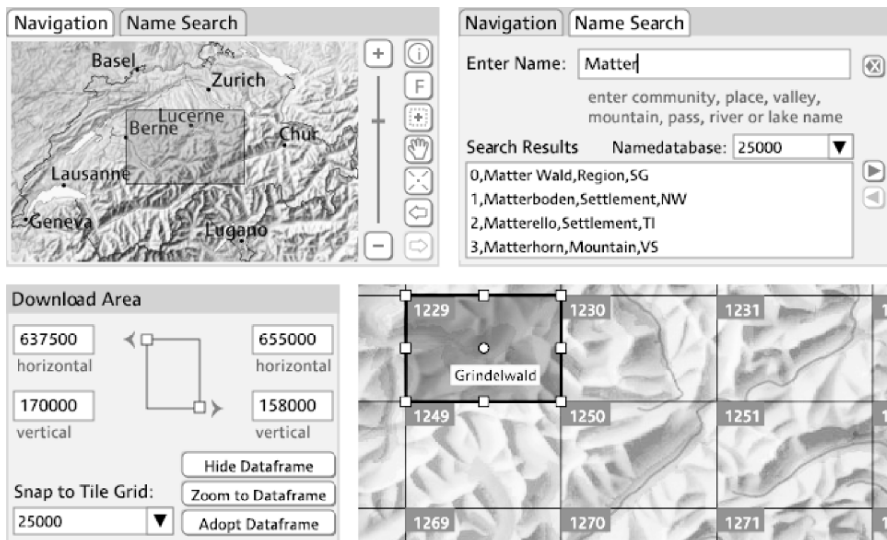 Navigation Name Search
Basel
Zurich
Lucerne
Berne
Chur
Lausanne
Geneva
Lugano
+
i
F
−
Navigation Name Search
Enter Name: Matter
enter community, place, valley,
mountain, pass, river or lake name
Search Results Namedatabase: 25000
0,Matter Wald,Region,SG
1,Matterboden,Settlement,NW
2,Matterello,Settlement,TI
3,Matterhorn,Mountain,VS
Download Area
637500 655000
horizontal horizontal
170000 158000
vertical vertical
Hide Dataframe
Snap to Tile Grid: Zoom to Dataframe
25000 Adopt Dataframe
1229 1230 1231
Grindelwald
1249 1250 1251
1269 1270 1271